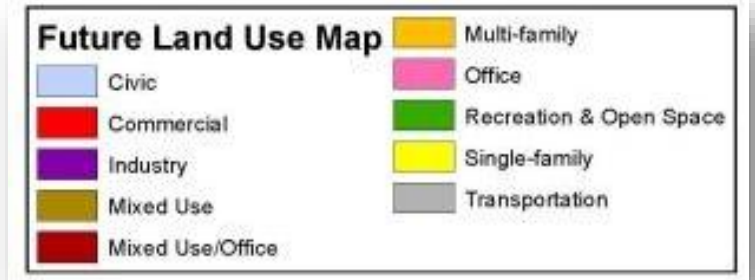 Future Land Use Map
Civic
Commercial
Industry
Mixed Use
Mixed Use/Office
Multi-family
Office
Recreation & Open Space
Single-family
Transportation